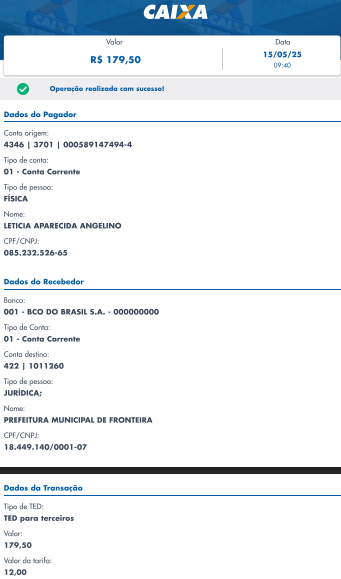 CAIXA
Valor
Data
R$ 179,50
15/05/25
09:40
Operação realizada com sucesso!
Dados do Pagador
Conta origem:
4346 | 3701 | 000589147494-4
Tipo de conta:
01 - Conta Corrente
Tipo de pessoa:
FÍSICA
Nome:
LETICIA APARECIDA ANGELINO
CPF/CNPJ:
085.232.526-65
Dados do Recebedor
Banco:
001 - BCO DO BRASIL S.A. - 000000000
Tipo de Conta:
01 - Conta Corrente
Conta destino:
422 | 1011260
Tipo de pessoa:
JURÍDICA;
Nome:
PREFEITURA MUNICIPAL DE FRONTEIRA
CPF/CNPJ:
18.449.140/0001-07
Dados da Transação
Tipo de TED:
TED para terceiros
Valor:
179,50
Valor da tarifa:
12,00